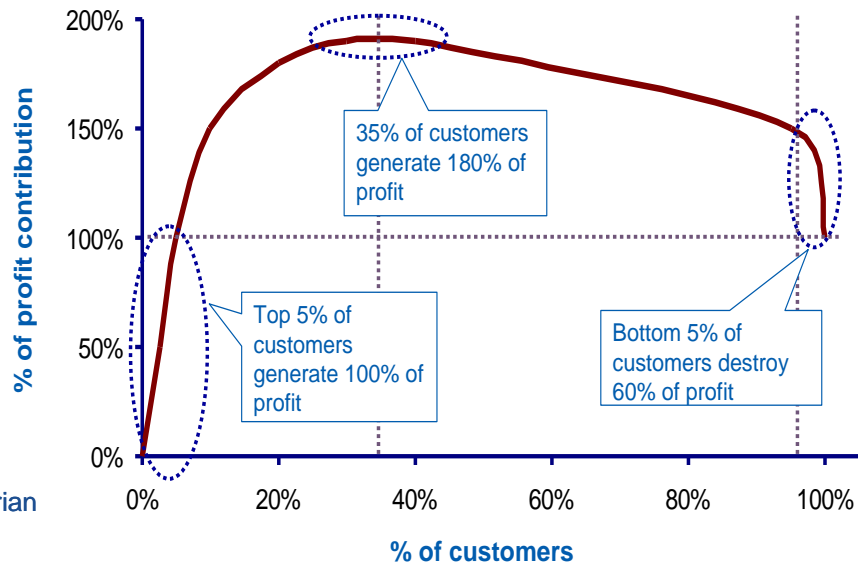 200%
150%
100%
50%
0%
% of profit contribution
35% of customers
generate 180% of
profit
Top 5% of
customers
generate 100% of
profit
Bottom 5% of
customers destroy
60% of profit
rian
0%
20%
40%
60%
80%
100%
% of customers